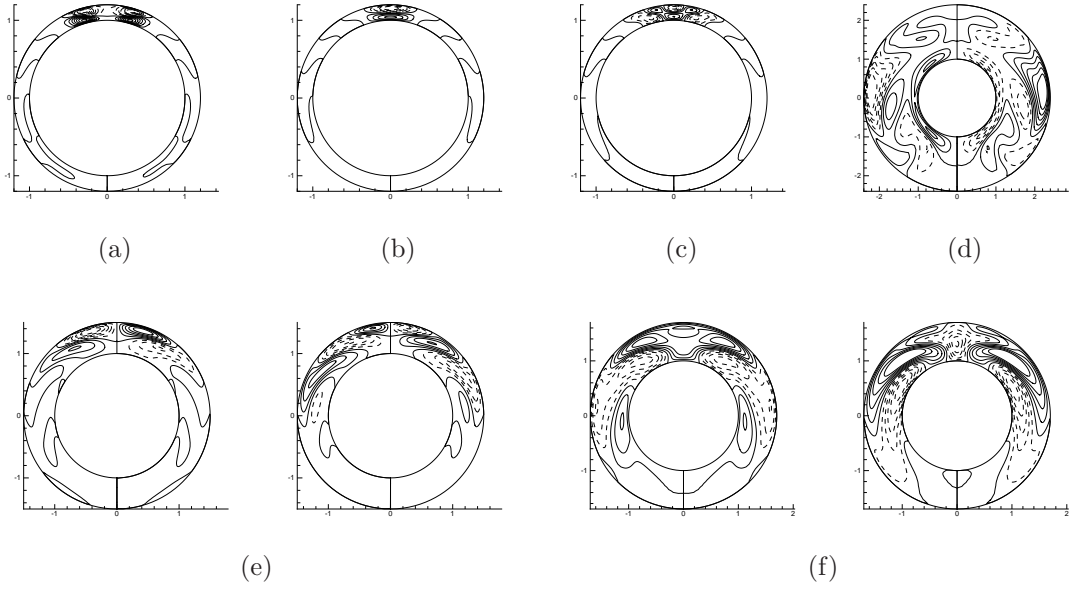 1 0 -1 1 0 -1 1 0 -1 2 1 0 -1 -2
-1 0 1 -1 0 1 -1 0 1 -2 -1 0 1 2
(a) (b) (c) (d)
1 0 -1 1 0 -1 1 0 -1 1 0 -1
-1 0 1 -1 0 1 -1 0 1 2 -1 0 1 2
(e) (f)